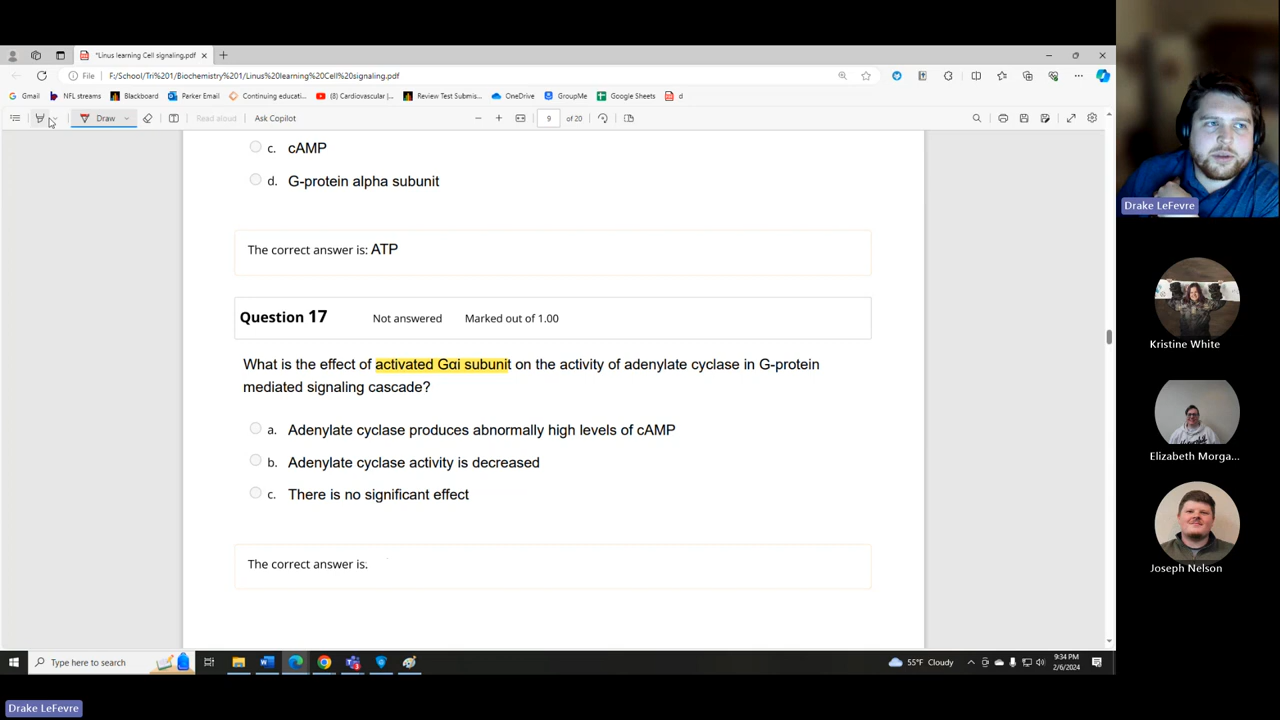 *Linus learning Cell signaling.pdf
File F:/School/Tri%201/Biochemistry%201/Linus%20learning%20Cell%20signaling.pdf
Gmail NFL streams Blackboard Parker Email Continuing educati... (8) Cardiovascular |... Review Test Submis... OneDrive GroupMe Google Sheets d
Draw Read aloud Ask Copilot 9 of 20
c. cAMP
d. G-protein alpha subunit
The correct answer is: ATP
Question 17 Not answered Marked out of 1.00
What is the effect of activated Gαi subunit on the activity of adenylate cyclase in G-protein
mediated signaling cascade?
a. Adenylate cyclase produces abnormally high levels of cAMP
b. Adenylate cyclase activity is decreased
c. There is no significant effect
The correct answer is.
Type here to search 55°F Cloudy 9:34 PM
2/6/2024
Drake LeFevre
Kristine White
Elizabeth Morga...
Joseph Nelson
Drake LeFevre